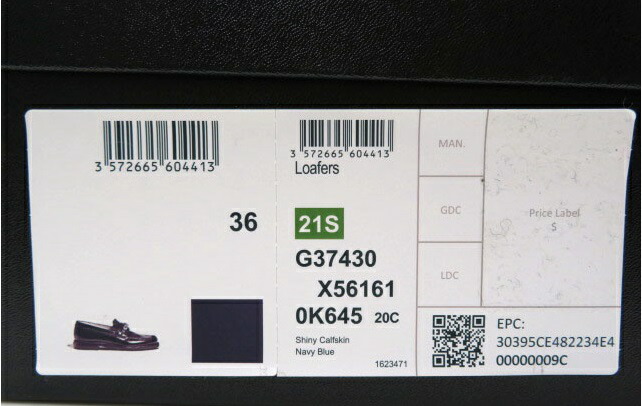 3 572665 604413
36
3 572665 604413
Loafers
21S
G37430
X56161
0K645 20C
Shiny Calfskin
Navy Blue
1623471
MAN.
GDC
LDC
Price Label
S
EPC:
30395CE482234E4
00000009C